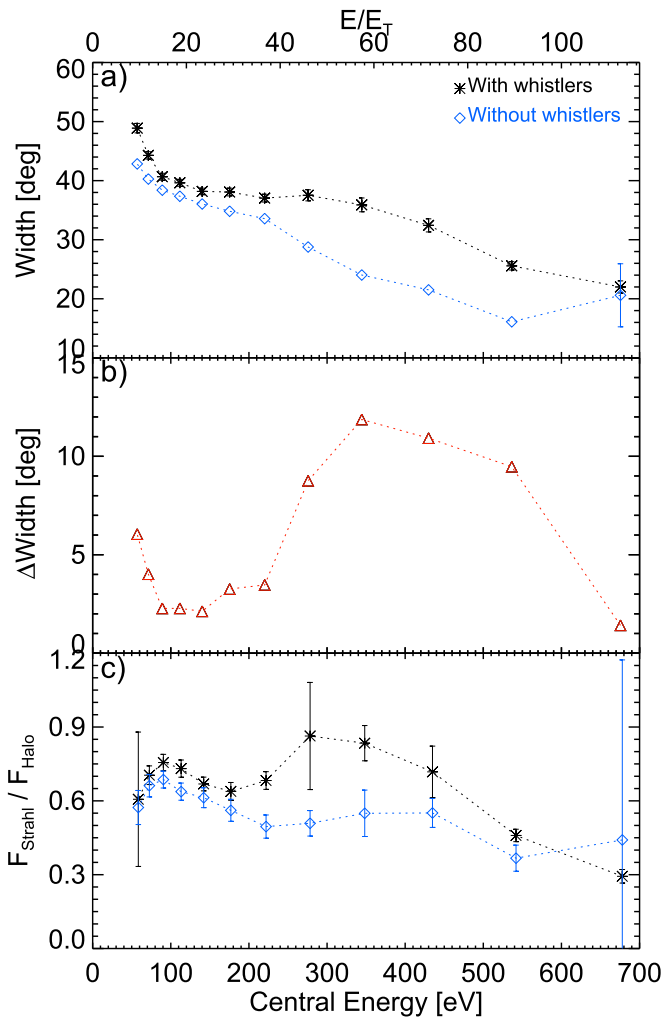 E/E_T
0 20 40 60 80 100
a)
With whistlers
Without whistlers
60
50
40
30
20
10
Width [deg]
b)
15
10
5
0
ΔWidth [deg]
c)
1.2
0.9
0.6
0.3
0.0
F_Strahl / F_Halo
0 100 200 300 400 500 600 700
Central Energy [eV]